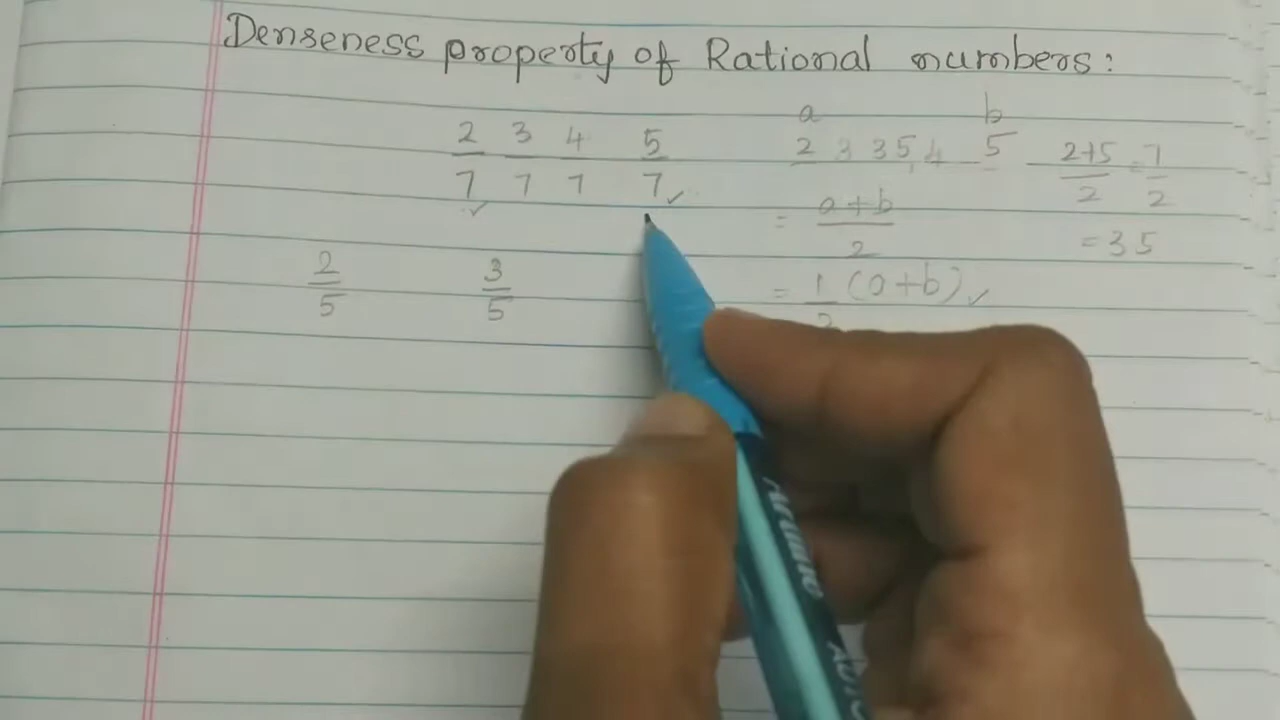 Denseness property of Rational numbers:
a b
2 3 4 5 2 3 3.5, 4 5 2+5 = 7
7 7 7 7 ✓ = a + b 2 2
✓ 2 = 3.5
2 3 = 1 (a+b) ✓
5 5 2